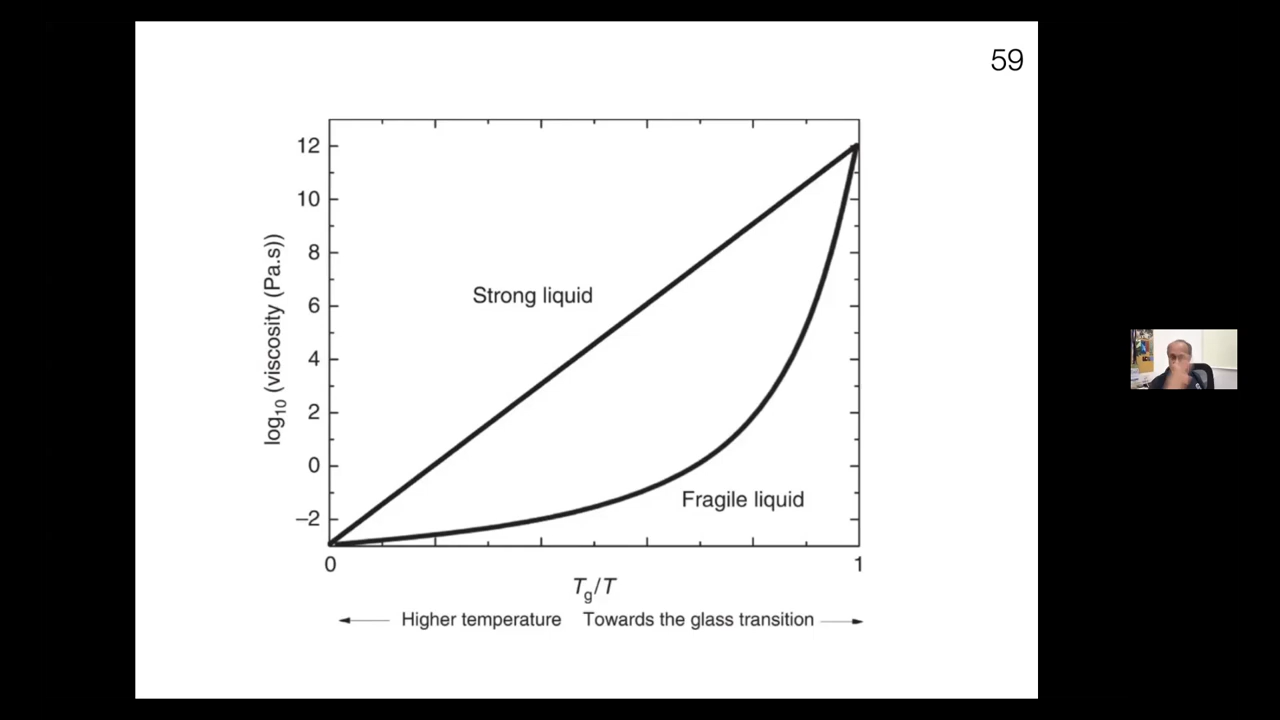 59
12
10
8
6
4
2
0
–2
log10 (viscosity (Pa.s))
Strong liquid
Fragile liquid
0
1
Tg/T
Higher temperature
Towards the glass transition